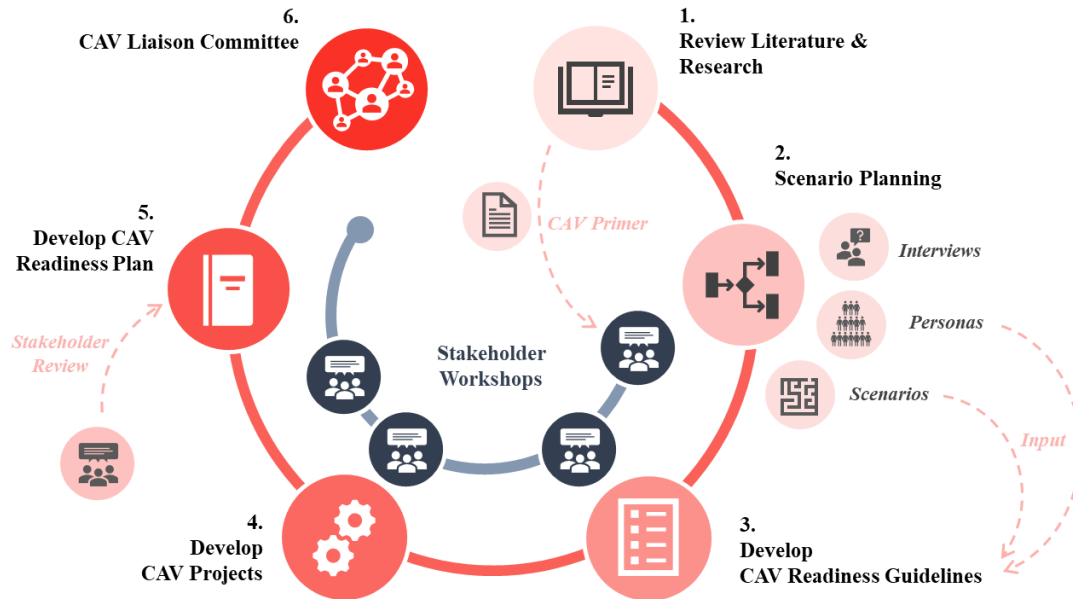 1.
Review Literature &
Research
2.
Scenario Planning
Interviews
Personas
Scenarios
Input
3.
Develop
CAV Readiness Guidelines
4.
Develop
CAV Projects
5.
Develop CAV
Readiness Plan
Stakeholder
Review
6.
CAV Liaison Committee
CAV Primer
Stakeholder
Workshops
?